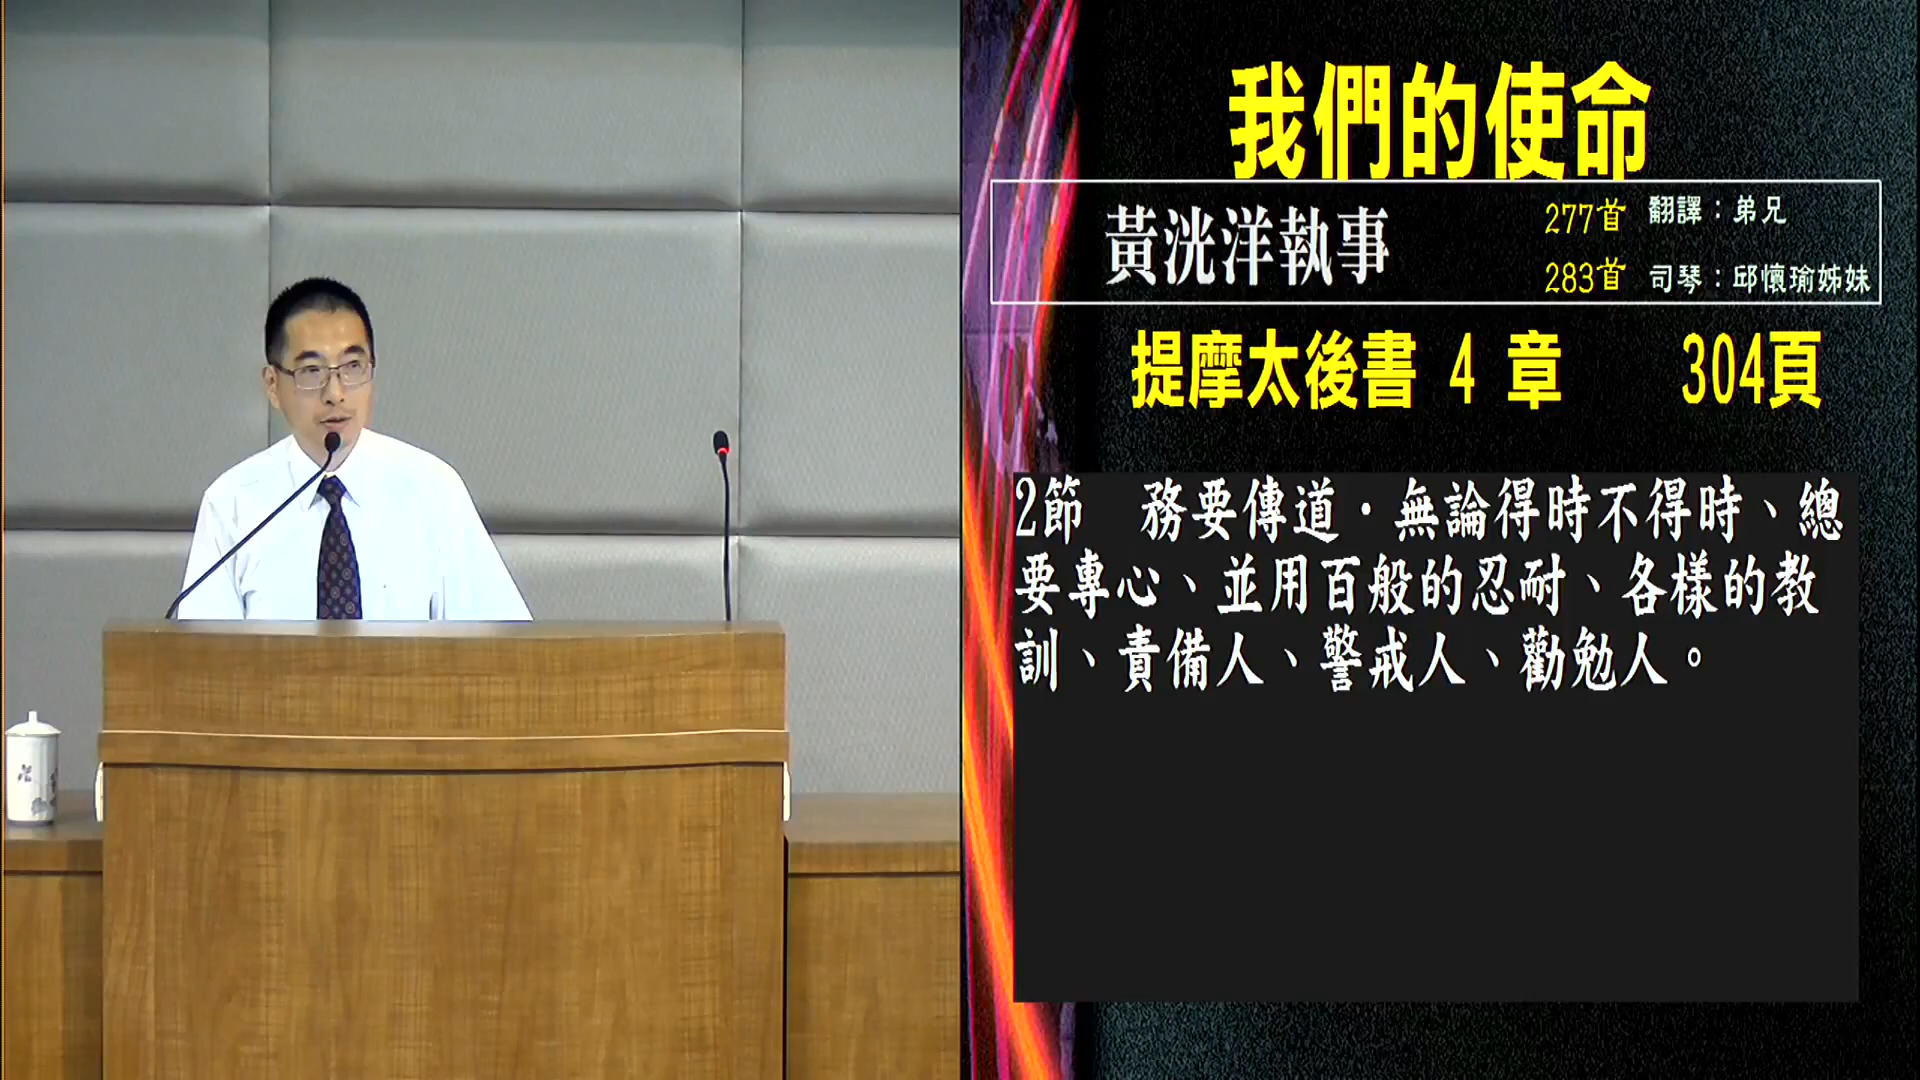 我們的使命
黃洸洋執事
277首 翻譯：弟兄
283首 司琴：邱懷瑜姊妹
提摩太後書 4 章 304頁
2節 務要傳道．無論得時不得時、總
要專心、並用百般的忍耐、各樣的教
訓、責備人、警戒人、勸勉人。